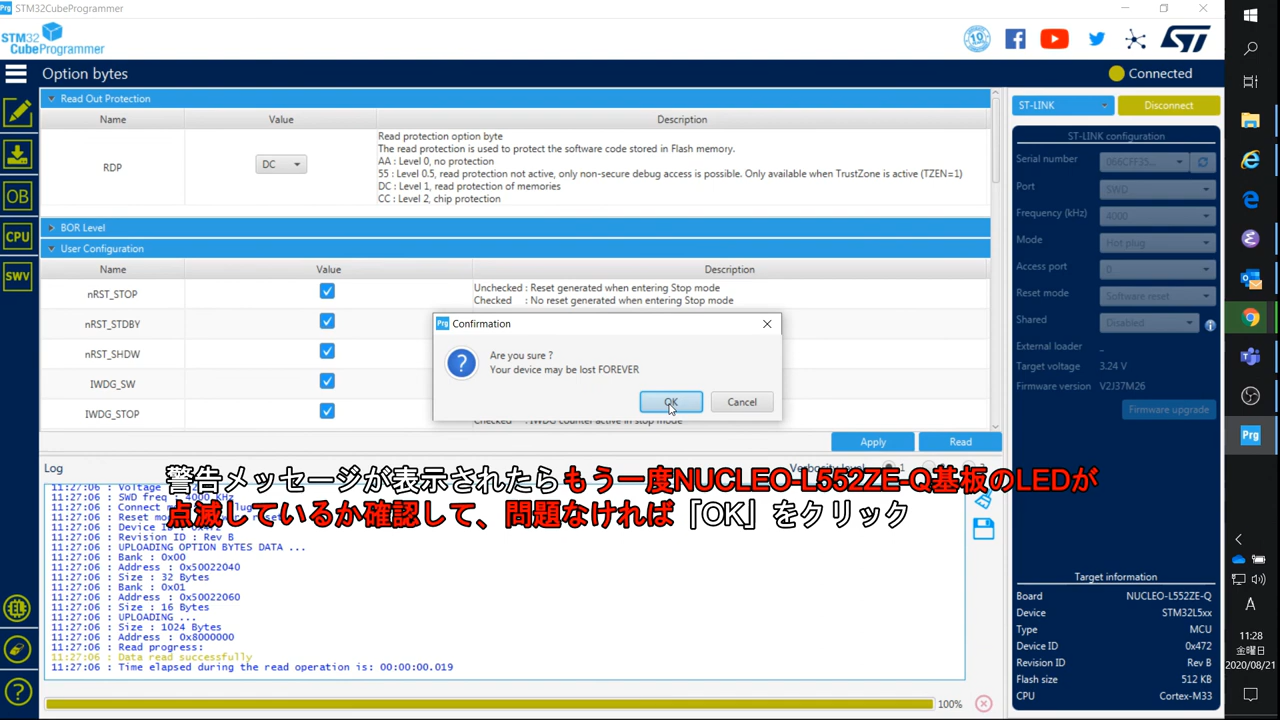 STM32CubeProgrammer
STM32
CubeProgrammer
Option bytes
Connected
Read Out Protection
Name
Value
Description
RDP
DC
Read protection option byte
The read protection is used to protect the software code stored in Flash memory.
AA : Level 0, no protection
55 : Level 0.5, read protection not active, only non-secure debug access is possible. Only available when TrustZone is active (TZEN=1)
DC : Level 1, read protection of memories
CC : Level 2, chip protection
BOR Level
User Configuration
Name
Value
Description
nRST_STOP
Unchecked : Reset generated when entering Stop mode
Checked : No reset generated when entering Stop mode
nRST_STDBY
nRST_SHDW
IWDG_SW
IWDG_STOP
Confirmation
Are you sure ?
Your device may be lost FOREVER
OK
Cancel
Apply
Read
Log
警告メッセージが表示されたらもう一度NUCLEO-L552ZE-Q基板のLEDが
点滅しているか確認して、問題なければ「OK」をクリック
11:27:06 : UPLOADING OPTION BYTES DATA ...
11:27:06 : Bank : 0x00
11:27:06 : Address : 0x50022040
11:27:06 : Size : 32 Bytes
11:27:06 : Bank : 0x01
11:27:06 : Address : 0x50022060
11:27:06 : Size : 16 Bytes
11:27:06 : UPLOADING ...
11:27:06 : Size : 1024 Bytes
11:27:06 : Address : 0x8000000
11:27:06 : Read progress:
11:27:06 : Data read successfully
11:27:06 : Time elapsed during the read operation is: 00:00:00.019
100%
OB
CPU
SWV
ST-LINK
Disconnect
ST-LINK configuration
Serial number
066CFF35...
Port
SWD
Frequency (kHz)
4000
Mode
Hot plug
Access port
0
Reset mode
Software reset
Shared
Disabled
External loader
_
Target voltage
3.24 V
Firmware version
V2J37M26
Firmware upgrade
Target information
Board
NUCLEO-L552ZE-Q
Device
STM32L5xx
Type
MCU
Device ID
0x472
Revision ID
Rev B
Flash size
512 KB
CPU
Cortex-M33
A
11:28
金曜日
2020/08/21